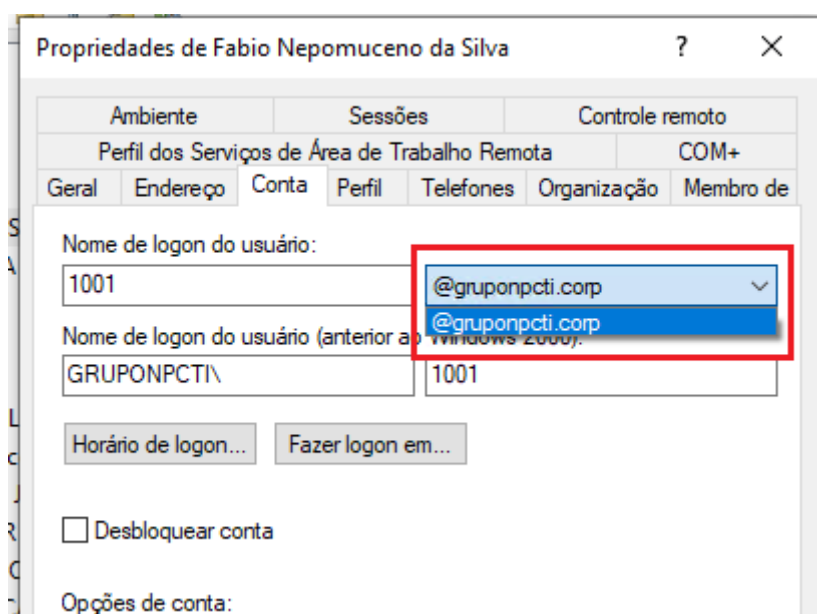 Propriedades de Fabio Nepomuceno da Silva ? ×
Ambiente Sessões Controle remoto
Perfil dos Serviços de Área de Trabalho Remota COM+
Geral Endereço Conta Perfil Telefones Organização Membro de
Nome de logon do usuário:
1001 @gruponpcti.corp
@gruponpcti.corp
Nome de logon do usuário (anterior ao Windows 2000):
GRUPONPCTI\ 1001
Horário de logon... Fazer logon em...
Desbloquear conta
Opções de conta: